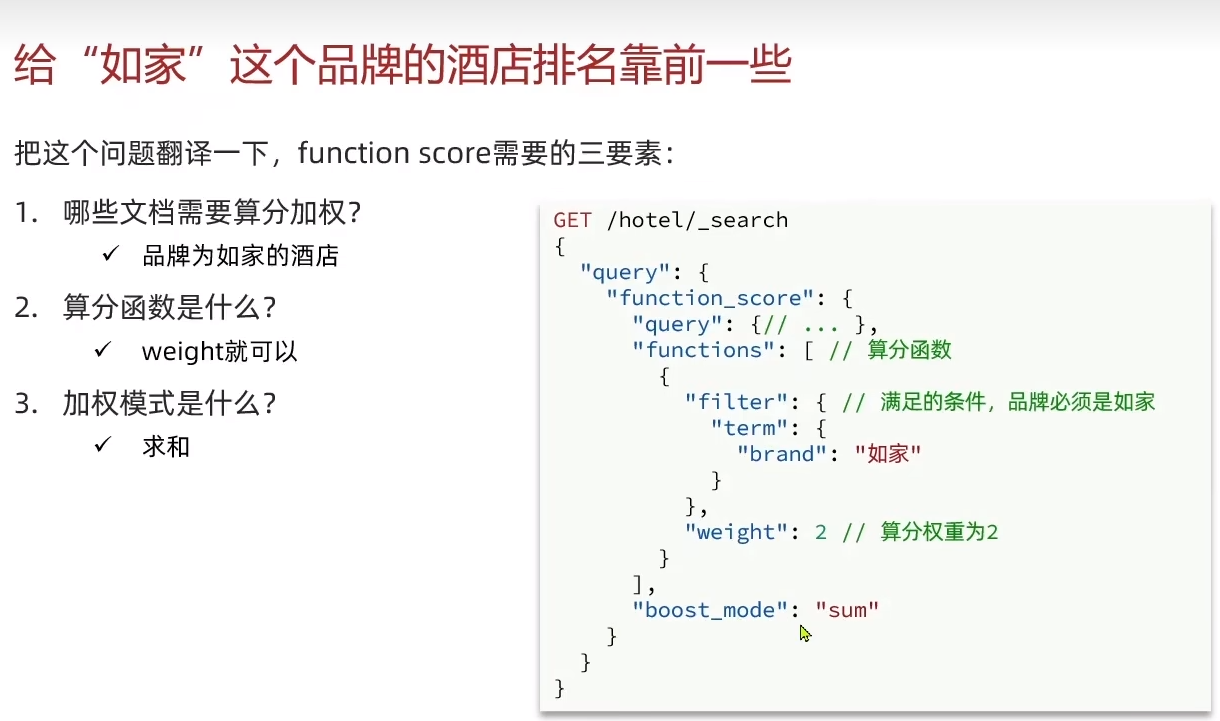 给“如家”这个品牌的酒店排名靠前一些
把这个问题翻译一下，function score需要的三要素：
1. 哪些文档需要算分加权？
✓ 品牌为如家的酒店
2. 算分函数是什么？
✓ weight就可以
3. 加权模式是什么？
✓ 求和
GET /hotel/_search
{
  "query": {
    "function_score": {
      "query": {// ... },
      "functions": [ // 算分函数
        {
          "filter": { // 满足的条件，品牌必须是如家
            "term": {
              "brand": "如家"
            }
          },
          "weight": 2 // 算分权重为2
        }
      ],
      "boost_mode": "sum"
    }
  }
}